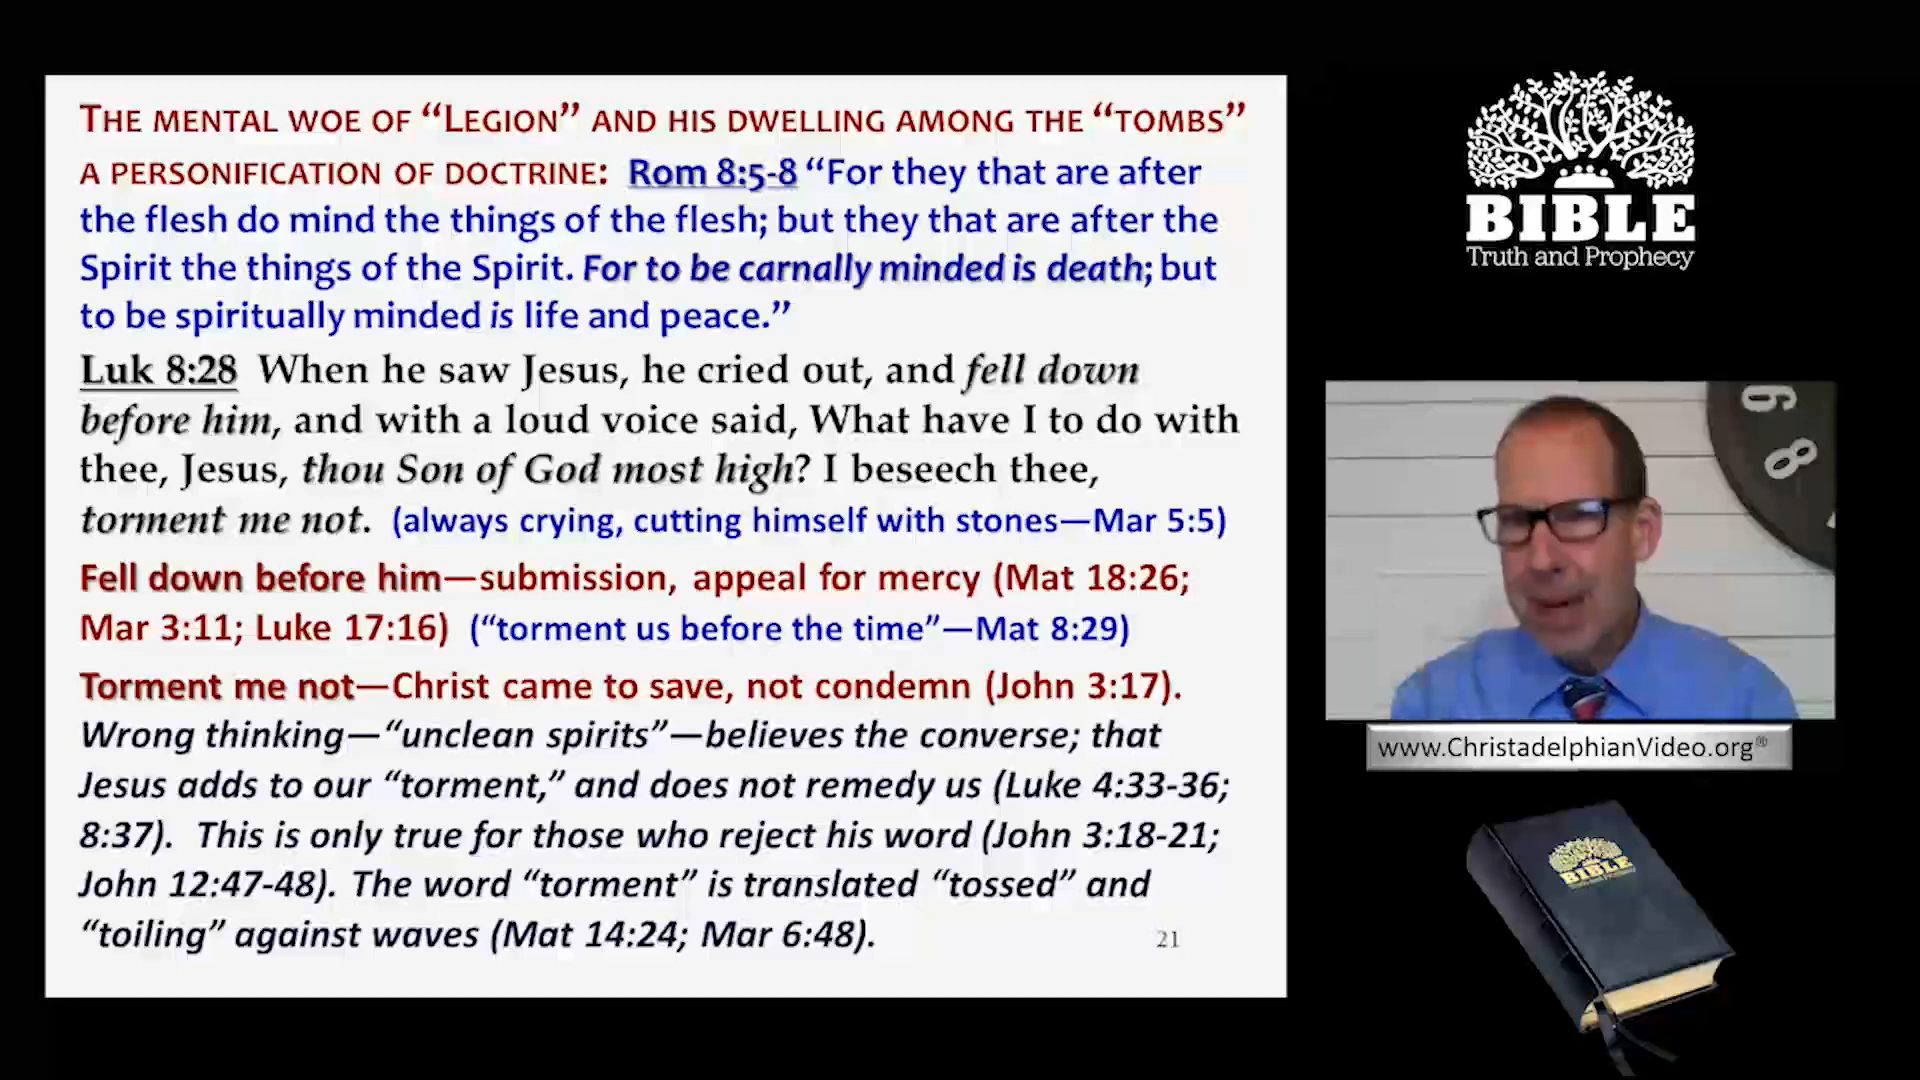 THE MENTAL WOE OF “LEGION” AND HIS DWELLING AMONG THE “TOMBS”
A PERSONIFICATION OF DOCTRINE: Rom 8:5-8 “For they that are after
the flesh do mind the things of the flesh; but they that are after the
Spirit the things of the Spirit. For to be carnally minded is death; but
to be spiritually minded is life and peace.”
Luk 8:28 When he saw Jesus, he cried out, and fell down
before him, and with a loud voice said, What have I to do with
thee, Jesus, thou Son of God most high? I beseech thee,
torment me not. (always crying, cutting himself with stones—Mar 5:5)
Fell down before him—submission, appeal for mercy (Mat 18:26;
Mar 3:11; Luke 17:16) (“torment us before the time”—Mat 8:29)
Torment me not—Christ came to save, not condemn (John 3:17).
Wrong thinking—“unclean spirits”—believes the converse; that
Jesus adds to our “torment,” and does not remedy us (Luke 4:33-36;
8:37). This is only true for those who reject his word (John 3:18-21;
John 12:47-48). The word “torment” is translated “tossed” and
“toiling” against waves (Mat 14:24; Mar 6:48).
21
BIBLE
Truth and Prophecy
6
8
www.ChristadelphianVideo.org®
BIBLE
Truth and Prophecy